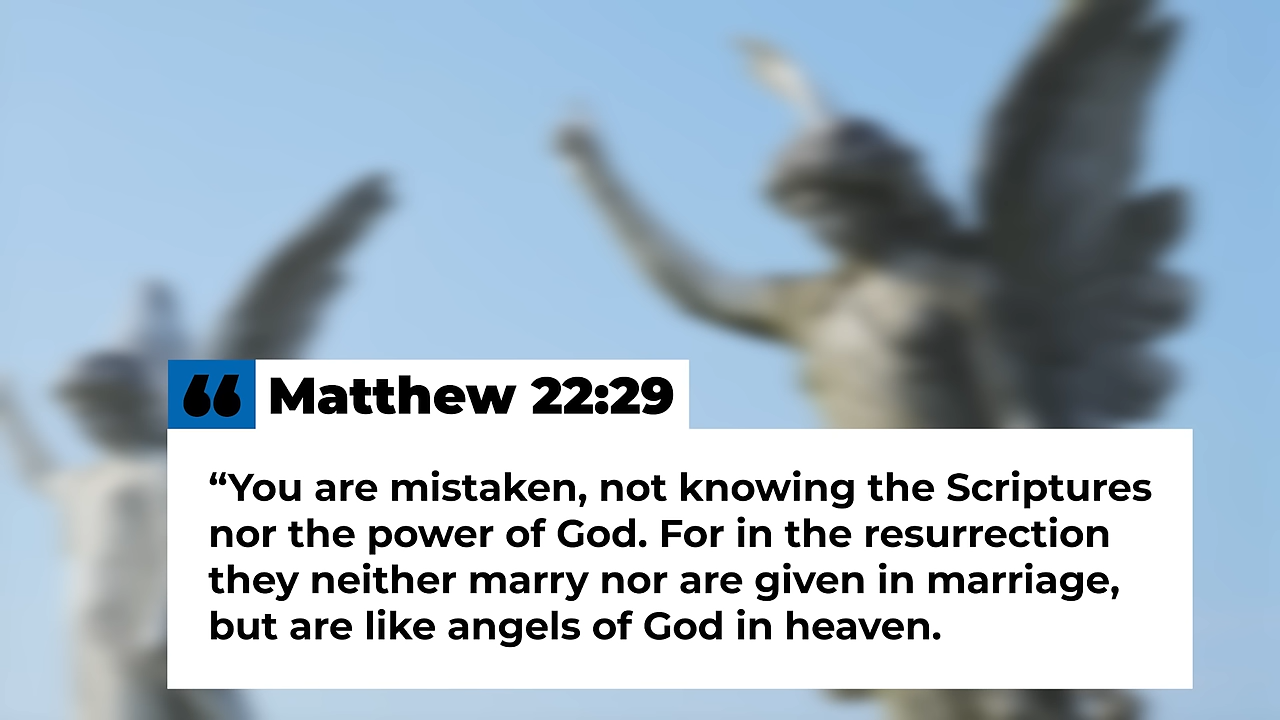 Matthew 22:29
“You are mistaken, not knowing the Scriptures
nor the power of God. For in the resurrection
they neither marry nor are given in marriage,
but are like angels of God in heaven.